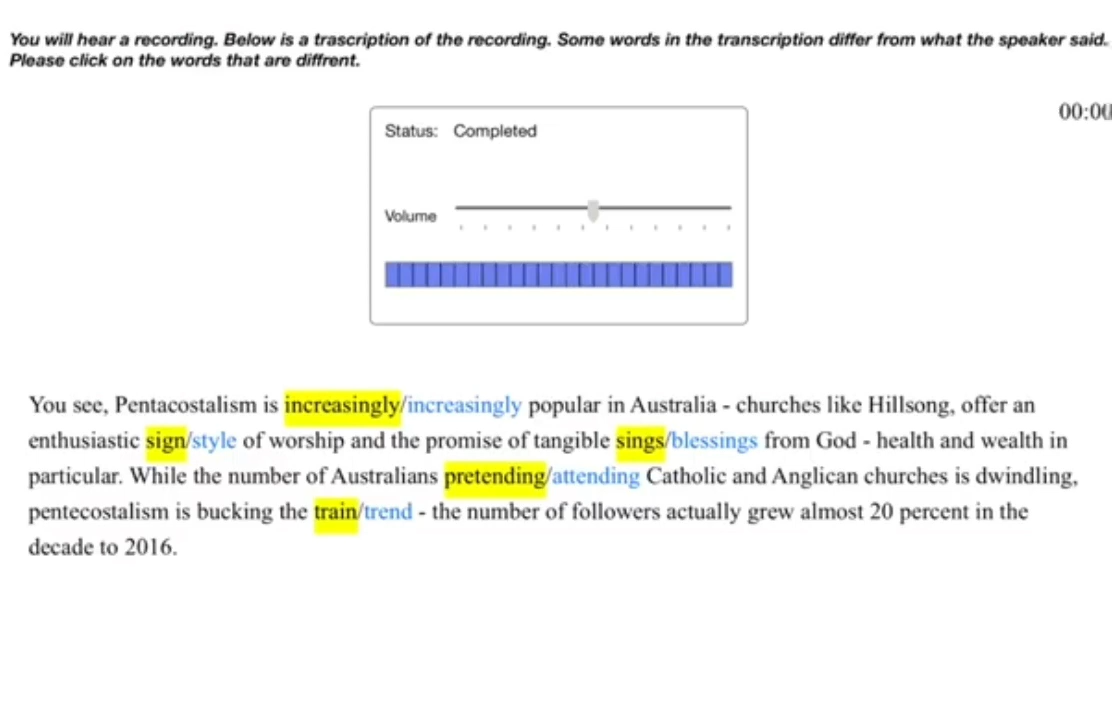 You will hear a recording. Below is a trascription of the recording. Some words in the transcription differ from what the speaker said.
Please click on the words that are diffrent.
00:00
Status: Completed
Volume
You see, Pentacostalism is increasingly/increasingly popular in Australia - churches like Hillsong, offer an
enthusiastic sign/style of worship and the promise of tangible sings/blessings from God - health and wealth in
particular. While the number of Australians pretending/attending Catholic and Anglican churches is dwindling,
pentecostalism is bucking the train/trend - the number of followers actually grew almost 20 percent in the
decade to 2016.